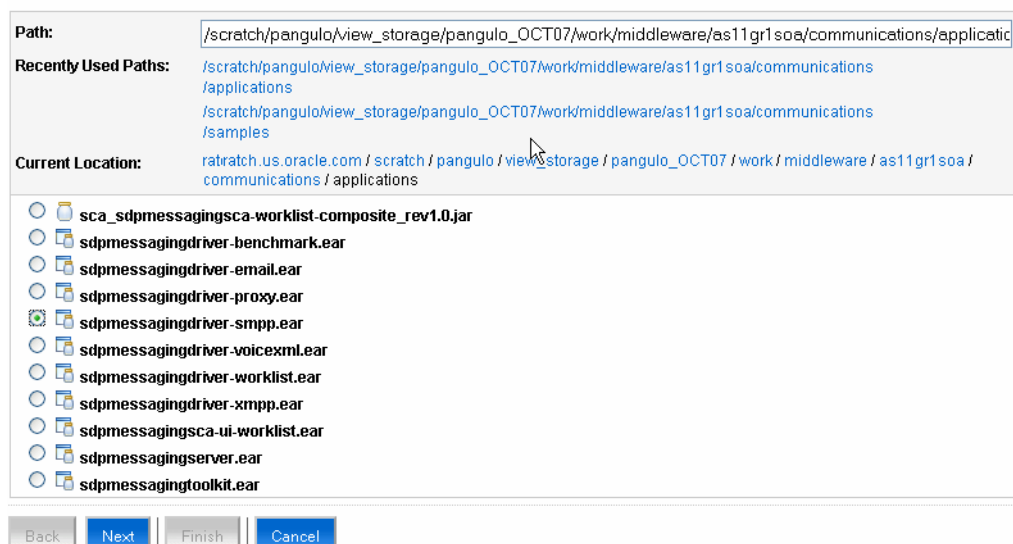 Path:
/scratch/pangulo/view_storage/pangulo_OCT07/work/middleware/as11gr1soa/communications/applicatic
Recently Used Paths:
/scratch/pangulo/view_storage/pangulo_OCT07/work/middleware/as11gr1soa/communications
/applications
/scratch/pangulo/view_storage/pangulo_OCT07/work/middleware/as11gr1soa/communications
/samples
Current Location:
ratratch.us.oracle.com / scratch / pangulo / view_storage / pangulo_OCT07 / work / middleware / as11gr1soa /
communications / applications
sca_sdpmessagingsca-worklist-composite_rev1.0.jar
sdpmessagingdriver-benchmark.ear
sdpmessagingdriver-email.ear
sdpmessagingdriver-proxy.ear
sdpmessagingdriver-smpp.ear
sdpmessagingdriver-voicexml.ear
sdpmessagingdriver-worklist.ear
sdpmessagingdriver-xmpp.ear
sdpmessagingsca-ui-worklist.ear
sdpmessagingserver.ear
sdpmessagingtoolkit.ear
Back Next Finish Cancel